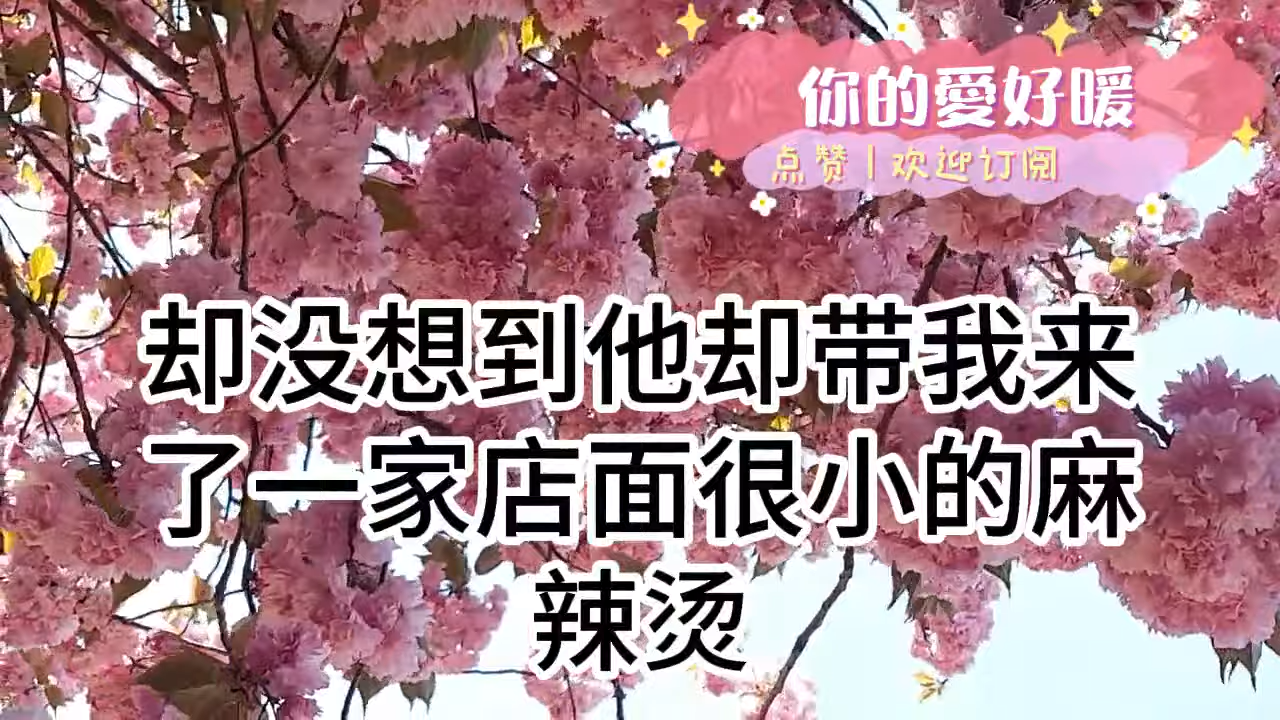 你的愛好暖
点赞|欢迎订阅
却没想到他却带我来
了一家店面很小的麻
辣烫